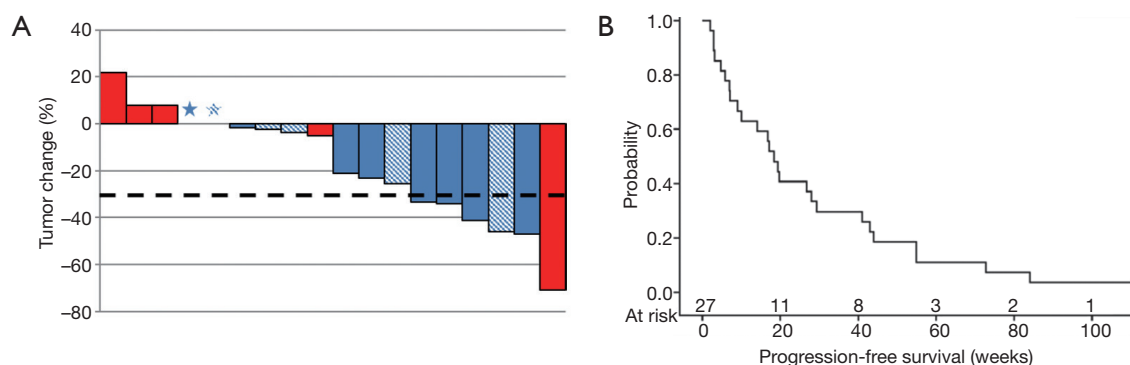 A
Tumor change (%)
40
20
0
−20
−40
−60
−80
B
Probability
1.0
0.8
0.6
0.4
0.2
0.0
At risk
27 11 8 3 2 1
0 20 40 60 80 100
Progression-free survival (weeks)